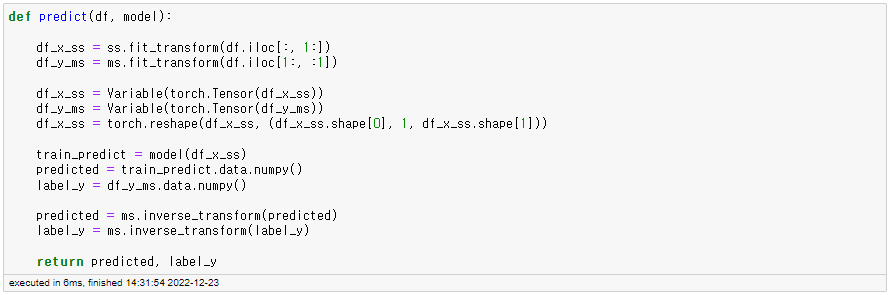 def predict(df, model):
    df_x_ss = ss.fit_transform(df.iloc[:, 1:])
    df_y_ms = ms.fit_transform(df.iloc[1:, :1])
    df_x_ss = Variable(torch.Tensor(df_x_ss))
    df_y_ms = Variable(torch.Tensor(df_y_ms))
    df_x_ss = torch.reshape(df_x_ss, (df_x_ss.shape[0], 1, df_x_ss.shape[1]))
    train_predict = model(df_x_ss)
    predicted = train_predict.data.numpy()
    label_y = df_y_ms.data.numpy()
    predicted = ms.inverse_transform(predicted)
    label_y = ms.inverse_transform(label_y)
    return predicted, label_y
executed in 6ms, finished 14:31:54 2022-12-23